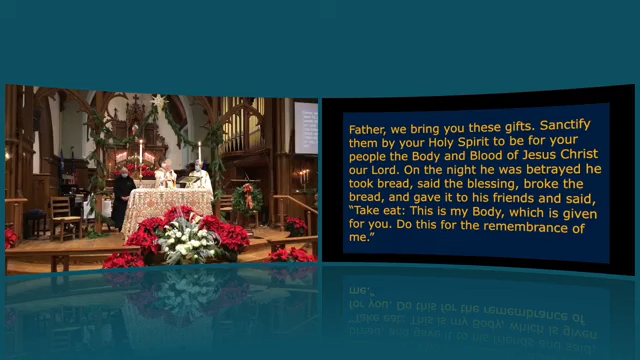 Father, we bring you these gifts. Sanctify
them by your Holy Spirit to be for your
people the Body and Blood of Jesus Christ
our Lord. On the night he was betrayed he
took bread, said the blessing, broke the
bread, and gave it to his friends and said,
“Take eat: This is my Body, which is given
for you. Do this for the remembrance of
me.”